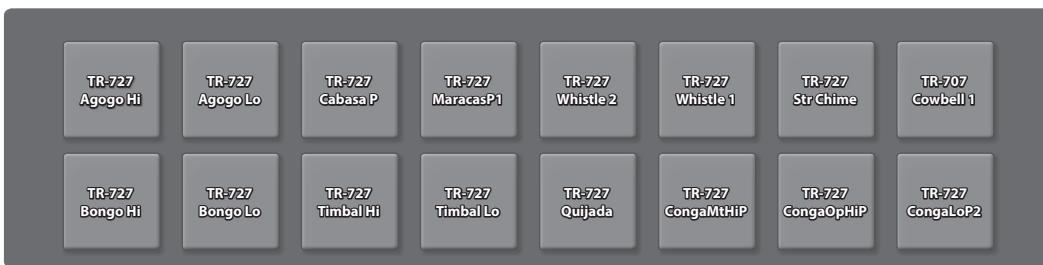 TR-727
Agogo Hi
TR-727
Agogo Lo
TR-727
Cabasa P
TR-727
MaracasP1
TR-727
Whistle 2
TR-727
Whistle 1
TR-727
Str Chime
TR-707
Cowbell 1
TR-727
Bongo Hi
TR-727
Bongo Lo
TR-727
Timbal Hi
TR-727
Timbal Lo
TR-727
Quijada
TR-727
CongaMtHiP
TR-727
CongaOpHiP
TR-727
CongaLoP2